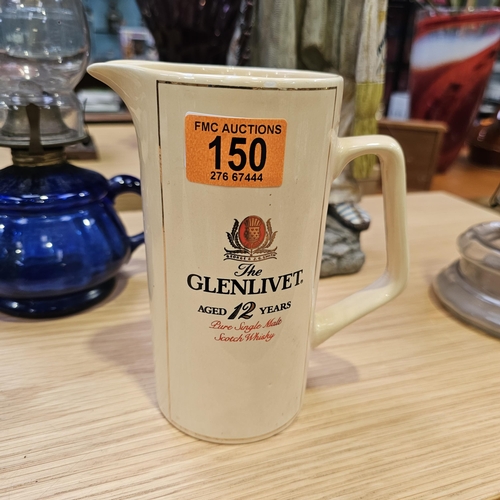 FMC AUCTIONS
150
276 67444
The
GLENLIVET.
AGED 12 YEARS
Pure Single Malt
Scotch Whisky